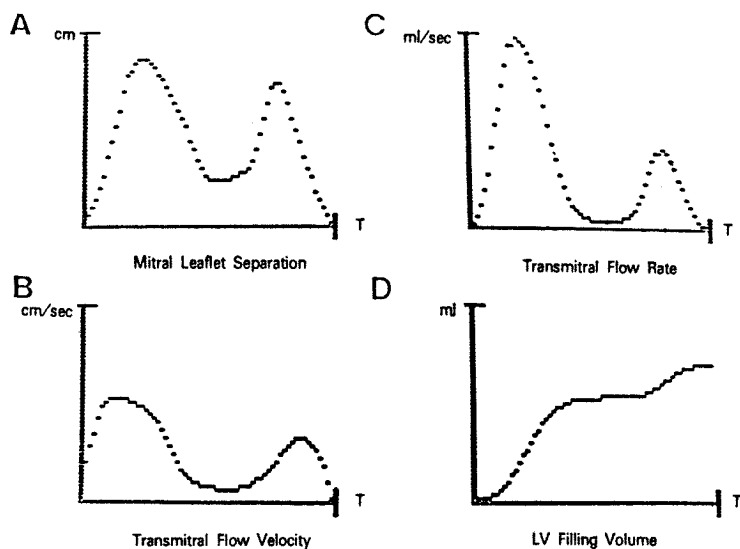 A
cm
T
Mitral Leaflet Separation
B
cm/sec
T
Transmitral Flow Velocity
C
ml/sec
T
Transmitral Flow Rate
D
ml
T
LV Filling Volume